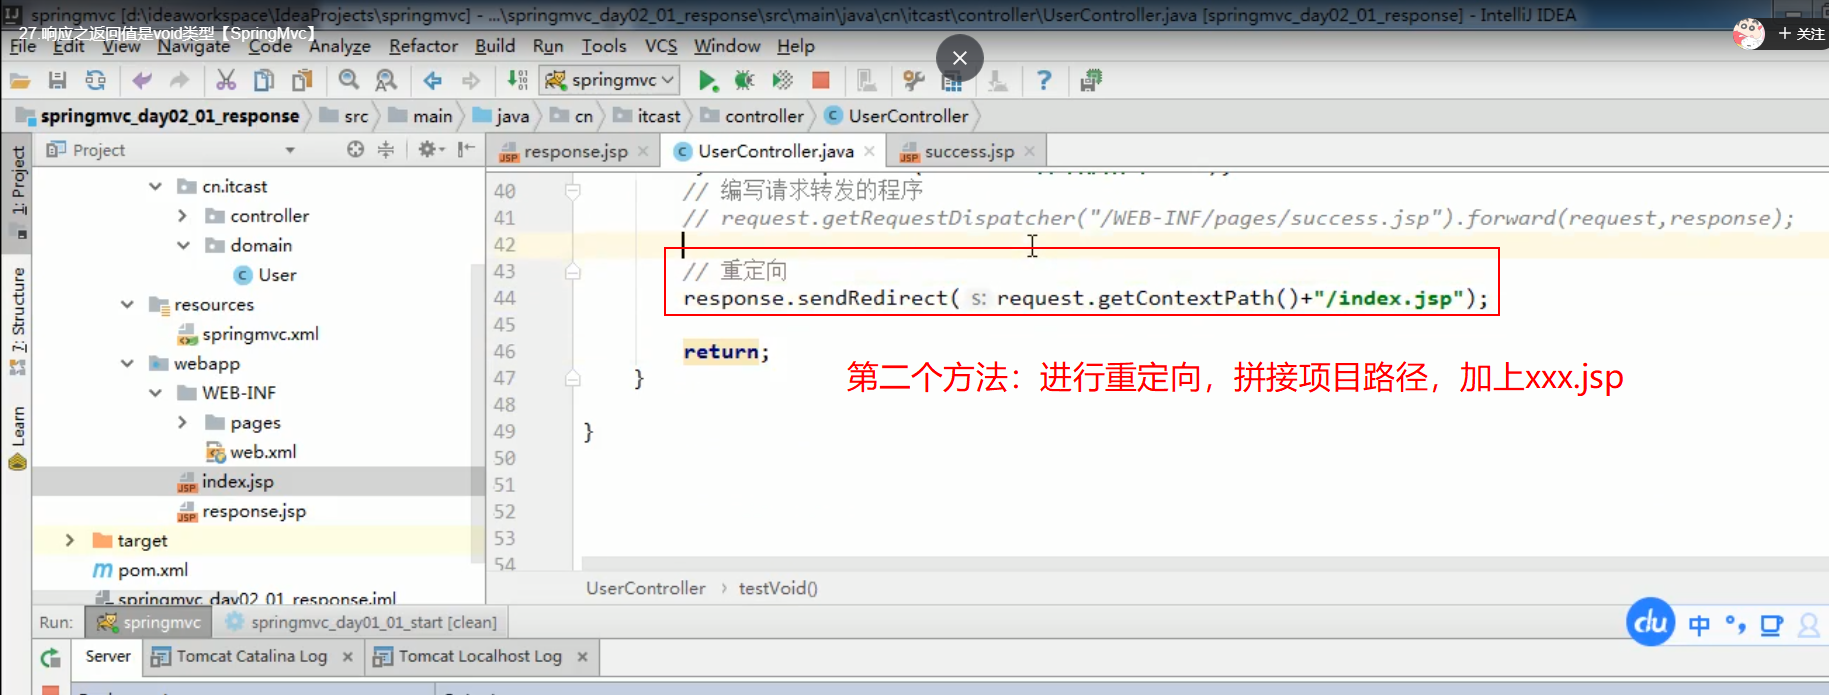 springmvc [d:\ideaworkspace\IdeaProjects\springmvc] - ...\springmvc_day02_01_response\src\main\java\cn\itcast\controller\UserController.java [springmvc_day02_01_response] - IntelliJ IDEA
27.响应之返回值是void类型【SpringMvc】
+ 关注
File Edit View Navigate Code Analyze Refactor Build Run Tools VCS Window Help
springmvc
springmvc_day02_01_response src main java cn itcast controller UserController
Project
response.jsp UserController.java success.jsp
1: Project
7: Structure
Learn
cn.itcast
controller
domain
User
resources
springmvc.xml
webapp
WEB-INF
pages
web.xml
index.jsp
response.jsp
target
pom.xml
springmvc_day02_01_response.iml
40 // 编写请求转发的程序
41 // request.getRequestDispatcher("/WEB-INF/pages/success.jsp").forward(request,response);
42
43 // 重定向
44 response.sendRedirect( s: request.getContextPath()+"/index.jsp");
45
46 return;
47 }
48
49 }
50
51
52
53
54
第二个方法：进行重定向，拼接项目路径，加上xxx.jsp
UserController › testVoid()
Run: springmvc springmvc_day01_01_start [clean]
du 中 °,
Server Tomcat Catalina Log Tomcat Localhost Log